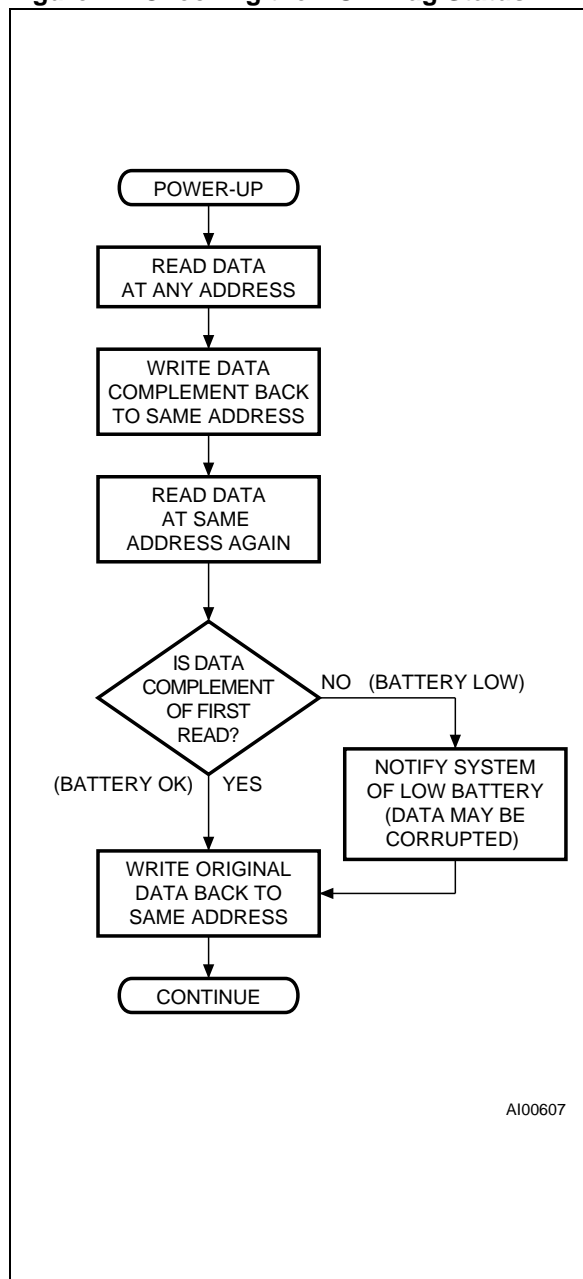 POWER-UP
READ DATA
AT ANY ADDRESS
WRITE DATA
COMPLEMENT BACK
TO SAME ADDRESS
READ DATA
AT SAME
ADDRESS AGAIN
IS DATA
COMPLEMENT
OF FIRST
READ?
NO (BATTERY LOW)
(BATTERY OK) YES
NOTIFY SYSTEM
OF LOW BATTERY
(DATA MAY BE
CORRUPTED)
WRITE ORIGINAL
DATA BACK TO
SAME ADDRESS
CONTINUE
AI00607